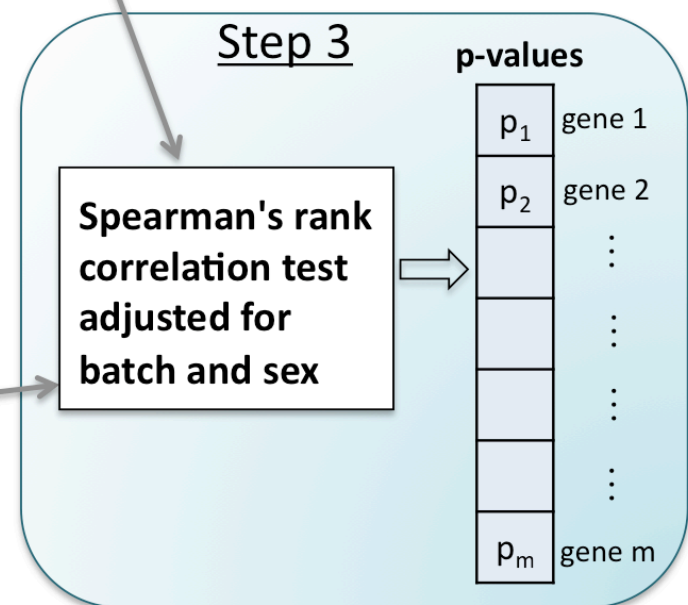 Step 3
p-values
p₁ gene 1
p₂ gene 2
Spearman's rank
correlation test
adjusted for
batch and sex
⋮
⋮
⋮
⋮
pₘ gene m